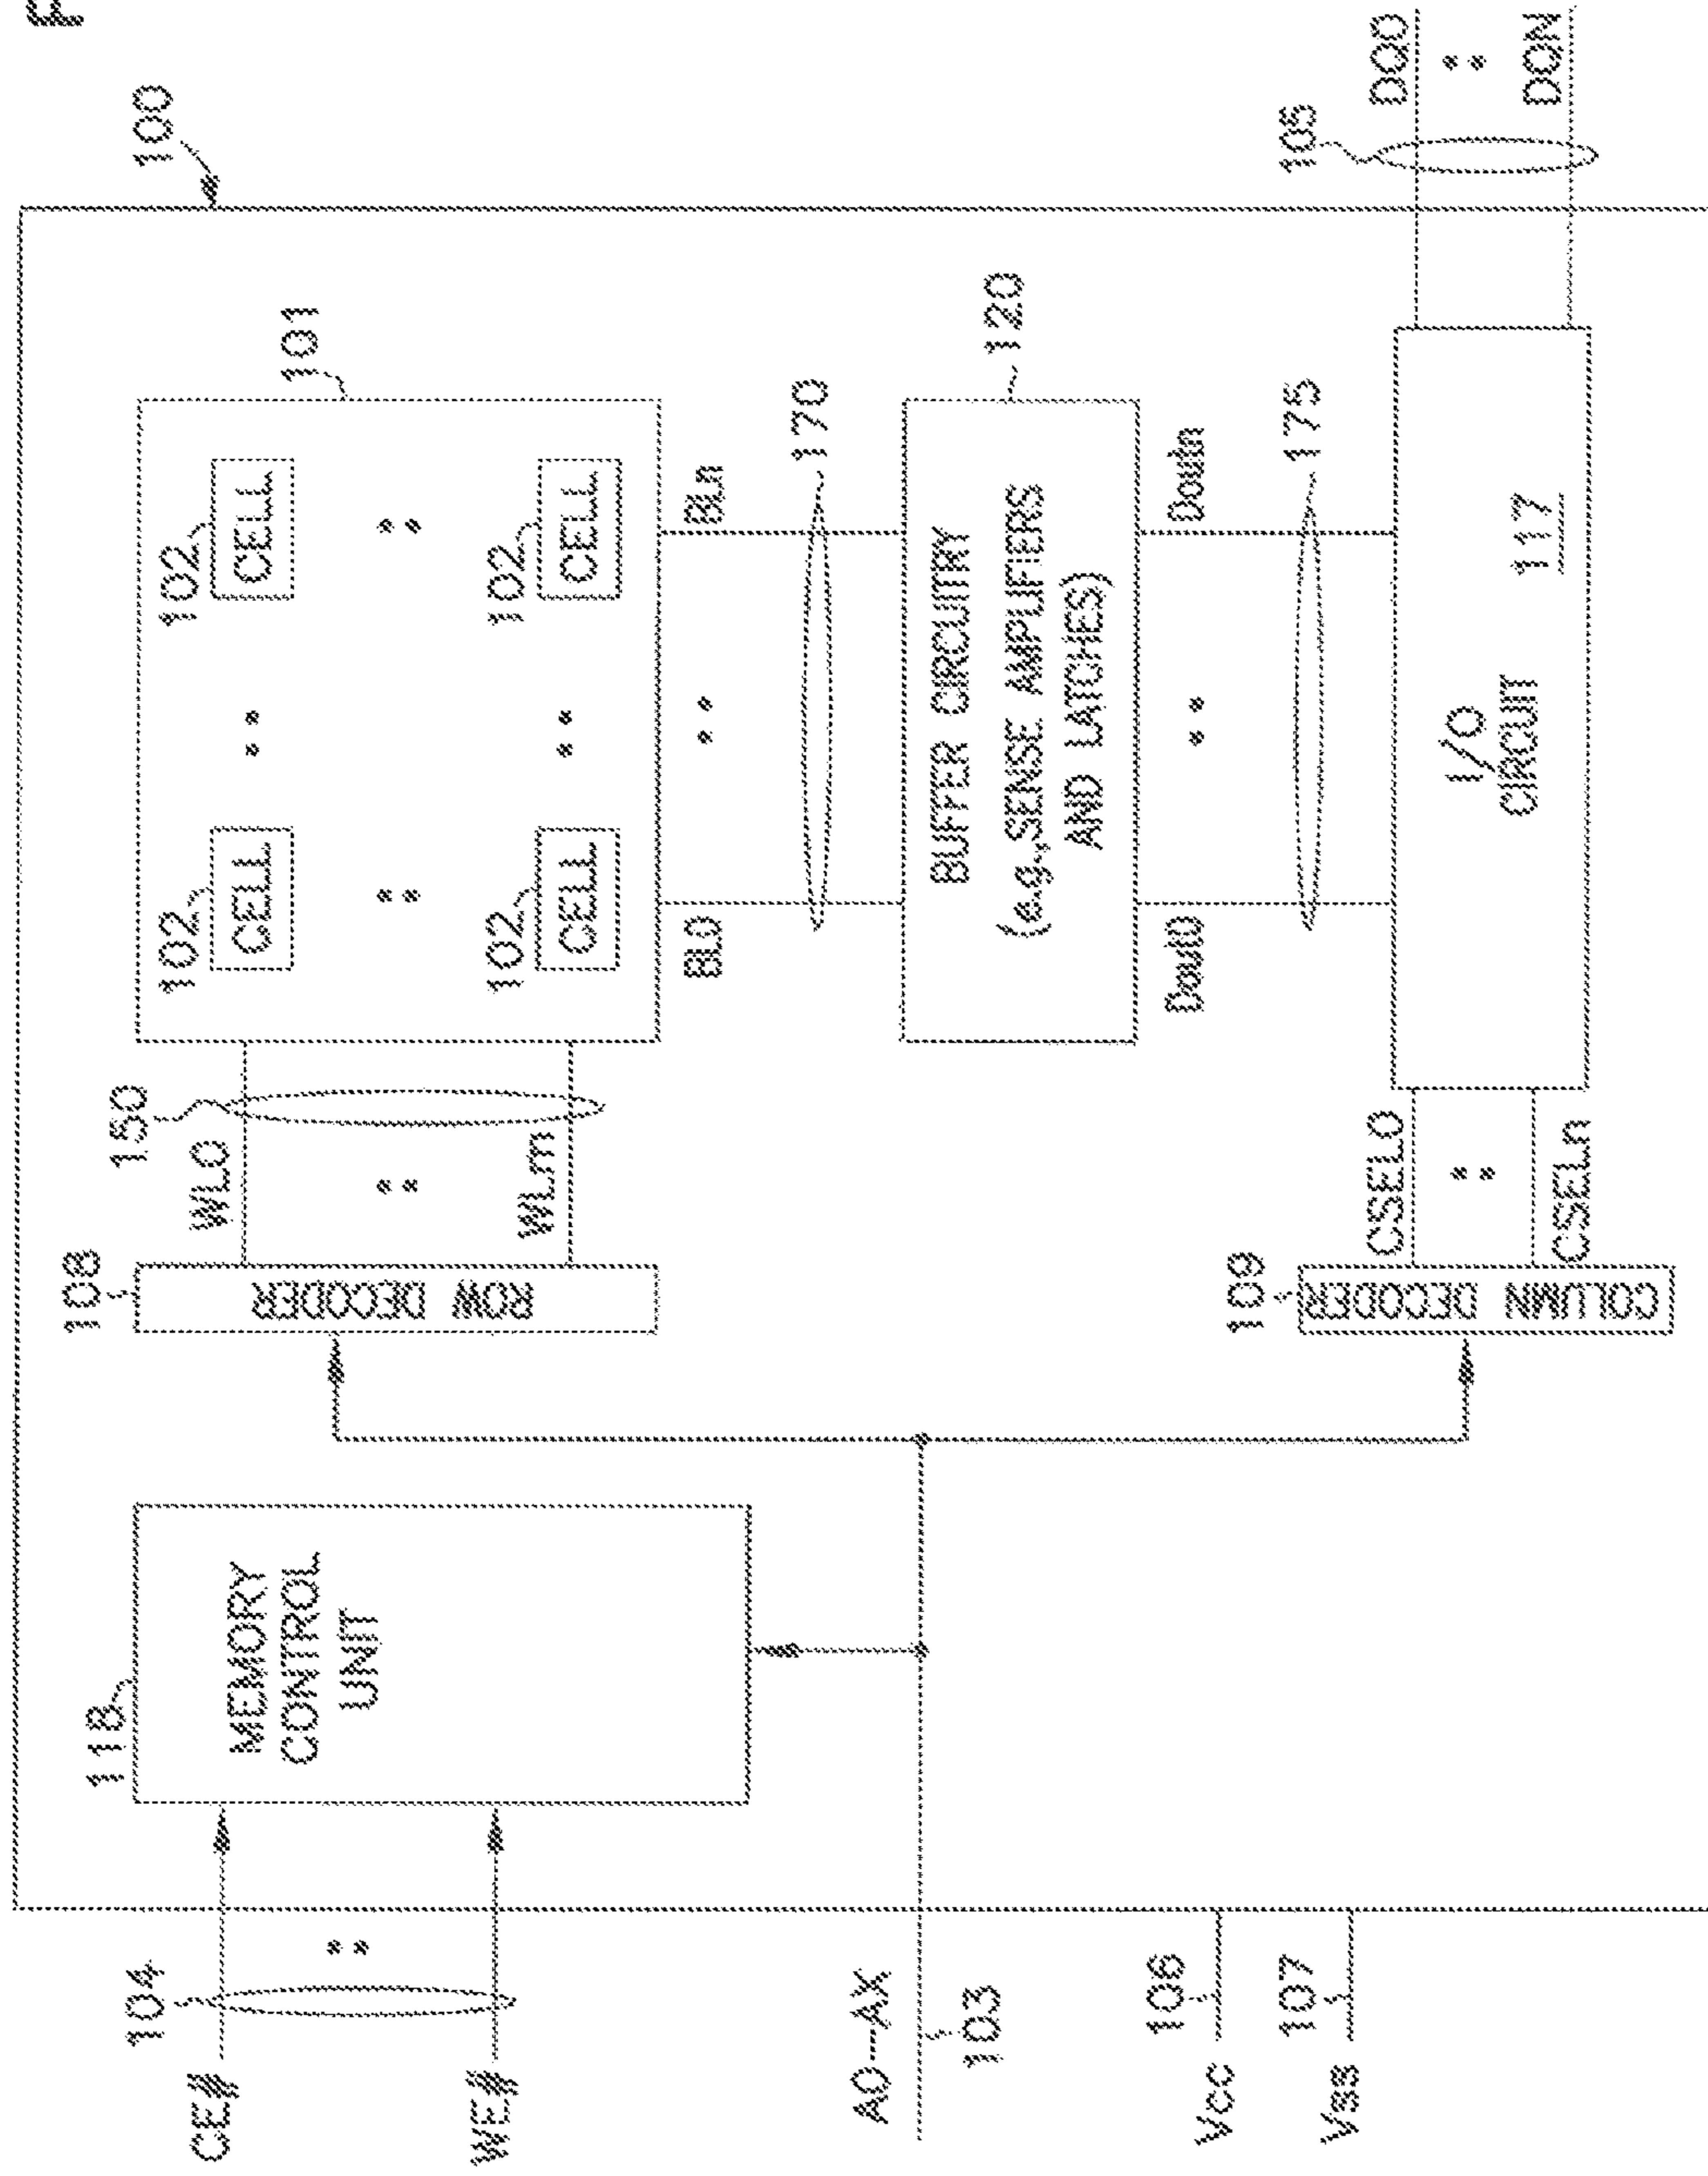 100
104
CE#
WE#
118
MEMORY
CONTROL
UNIT
A0—AX
103
106
Vcc
107
Vss
108
ROW DECODER
150
WL0
WLm
101
102
CELL
102
CELL
102
CELL
102
CELL
BL0
BLn
170
BUFFER CIRCUITRY
(e.g.,SENSE AMPLIFIERS
AND LATCHES)
120
Dout0
Doutn
175
109
COLUMN DECODER
CSEL0
CSELn
I/O
CIRCUIT
117
105
DQ0
DQN